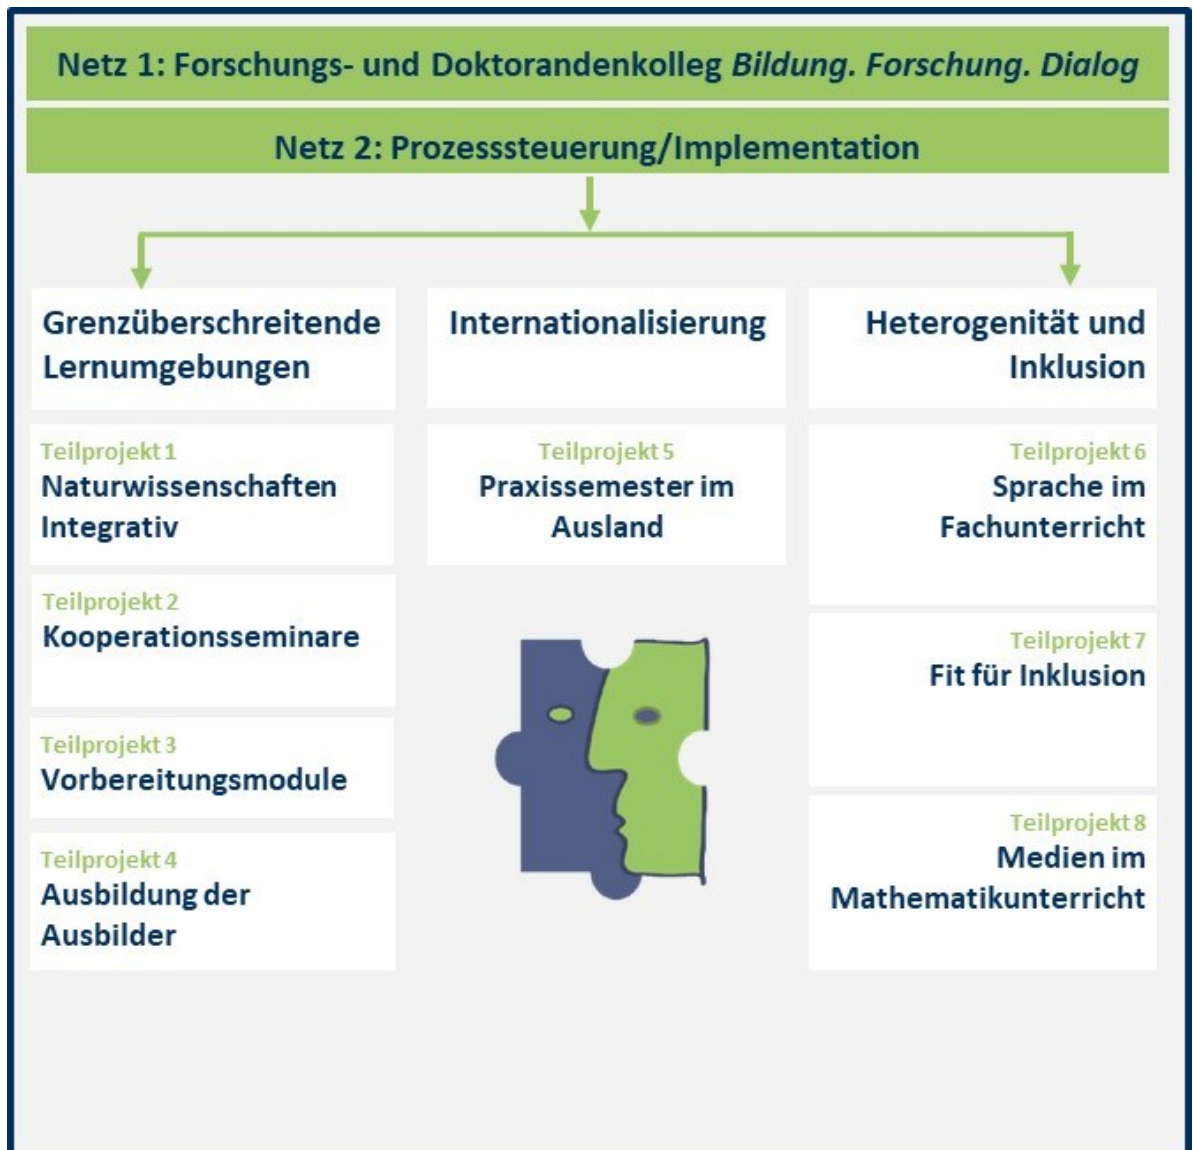 Netz 1: Forschungs- und Doktorandenkolleg Bildung. Forschung. Dialog
Netz 2: Prozesssteuerung/Implementation
Grenzüberschreitende
Lernumgebungen
Teilprojekt 1
Naturwissenschaften
Integrativ
Teilprojekt 2
Kooperationsseminare
Teilprojekt 3
Vorbereitungsmodule
Teilprojekt 4
Ausbildung der
Ausbilder
Internationalisierung
Teilprojekt 5
Praxissemester im
Ausland
Heterogenität und
Inklusion
Teilprojekt 6
Sprache im
Fachunterricht
Teilprojekt 7
Fit für Inklusion
Teilprojekt 8
Medien im
Mathematikunterricht